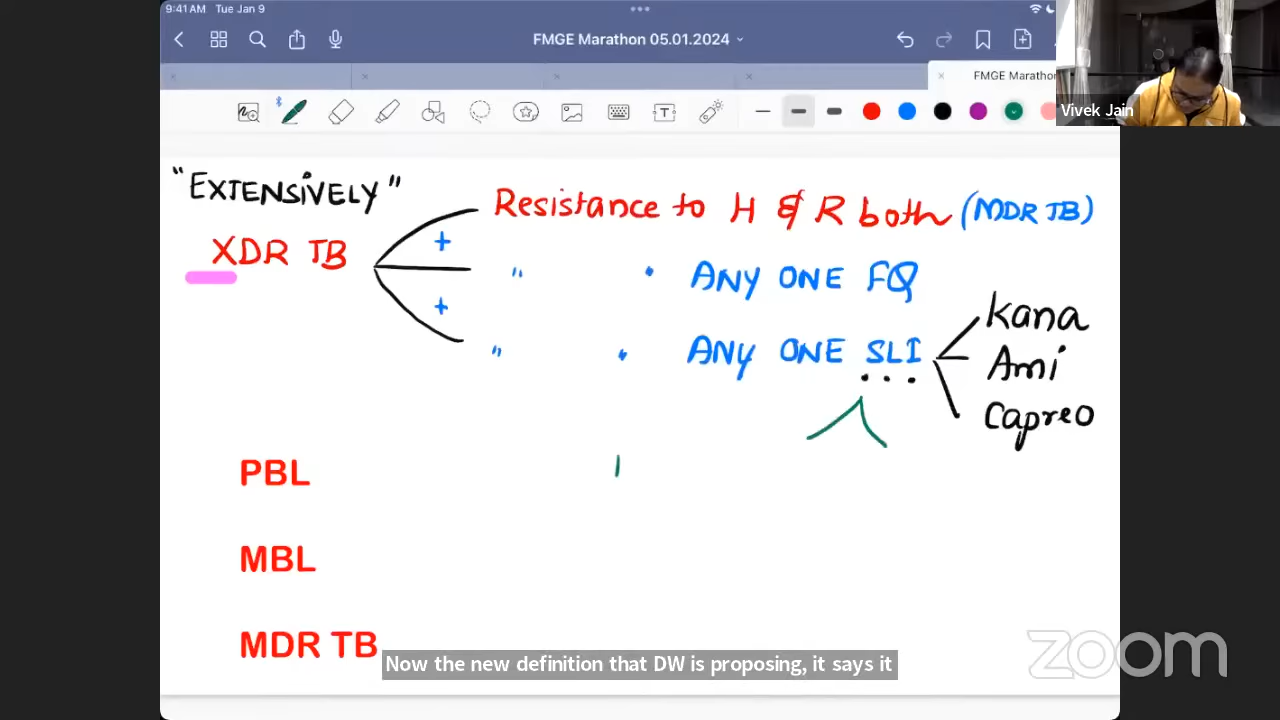 9:41 AM Tue Jan 9
FMGE Marathon 05.01.2024
FMGE Marathon
Vivek Jain
"EXTENSIVELY"
Resistance to H & R both (MDR TB)
XDR TB
+
" • ANY ONE FQ
+
Kana
" • ANY ONE SLI
Ami
Capreo
PBL
MBL
MDR TB
Now the new definition that DW is proposing, it says it
zoom